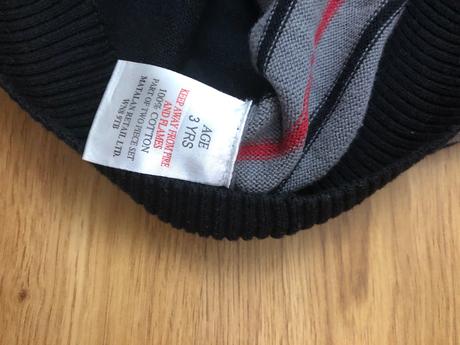 AGE
3 YRS
KEEP AWAY FROM FIRE
AND FLAMES
100% COTTON
PART OF TWO PIECE SET
MATALAN RETAIL LTD.
WN8 9TB